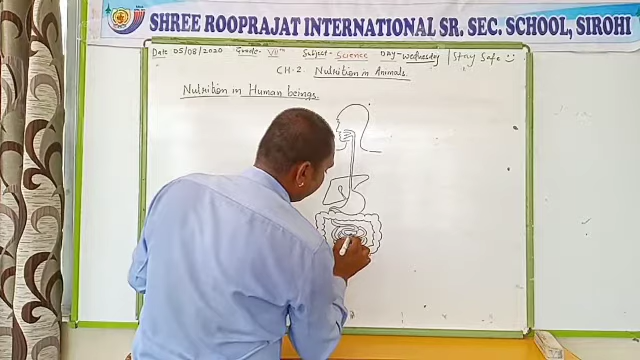 SHREE ROOPRAJAT INTERNATIONAL SR. SEC. SCHOOL, SIROHI
Date 05/08/2020 Grade- VIIth Subject- Science DAY- Wednesday | Stay Safe
CH-2 Nutrition in Animals.
Nutrition in Human beings.